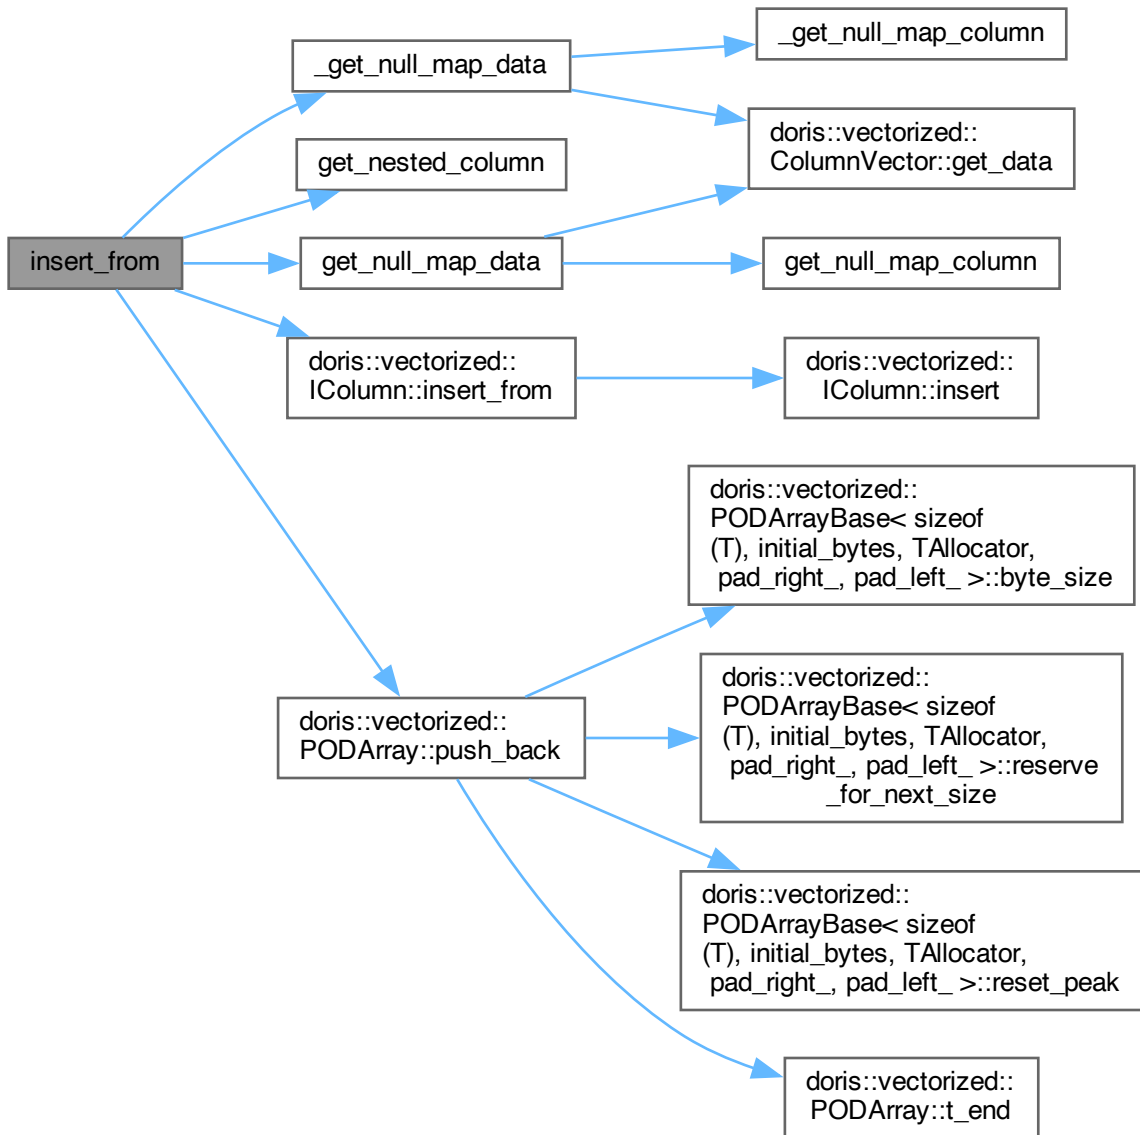 _get_null_map_column
_get_null_map_data
doris::vectorized::
ColumnVector::get_data
get_nested_column
insert_from
get_null_map_data
get_null_map_column
doris::vectorized::
IColumn::insert_from
doris::vectorized::
IColumn::insert
doris::vectorized::
PODArrayBase< sizeof
(T), initial_bytes, TAllocator,
pad_right_, pad_left_ >::byte_size
doris::vectorized::
PODArray::push_back
doris::vectorized::
PODArrayBase< sizeof
(T), initial_bytes, TAllocator,
pad_right_, pad_left_ >::reserve
_for_next_size
doris::vectorized::
PODArrayBase< sizeof
(T), initial_bytes, TAllocator,
pad_right_, pad_left_ >::reset_peak
doris::vectorized::
PODArray::t_end